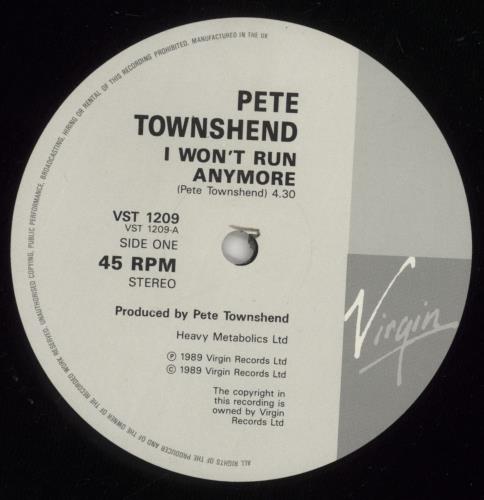 PETE
TOWNSHEND
I WON'T RUN
ANYMORE
(Pete Townshend) 4.30
VST 1209
VST 1209-A
SIDE ONE
45 RPM
STEREO
Produced by Pete Townshend
Heavy Metabolics Ltd
℗ 1989 Virgin Records Ltd
© 1989 Virgin Records Ltd
The copyright in
this recording is
owned by Virgin
Records Ltd
Virgin
ALL RIGHTS OF THE PRODUCER AND OF THE OWNER OF THE RECORDED WORK RESERVED. UNAUTHORISED COPYING, PUBLIC PERFORMANCE, BROADCASTING, HIRING OR RENTAL OF THIS RECORDING PROHIBITED. MANUFACTURED IN THE UK